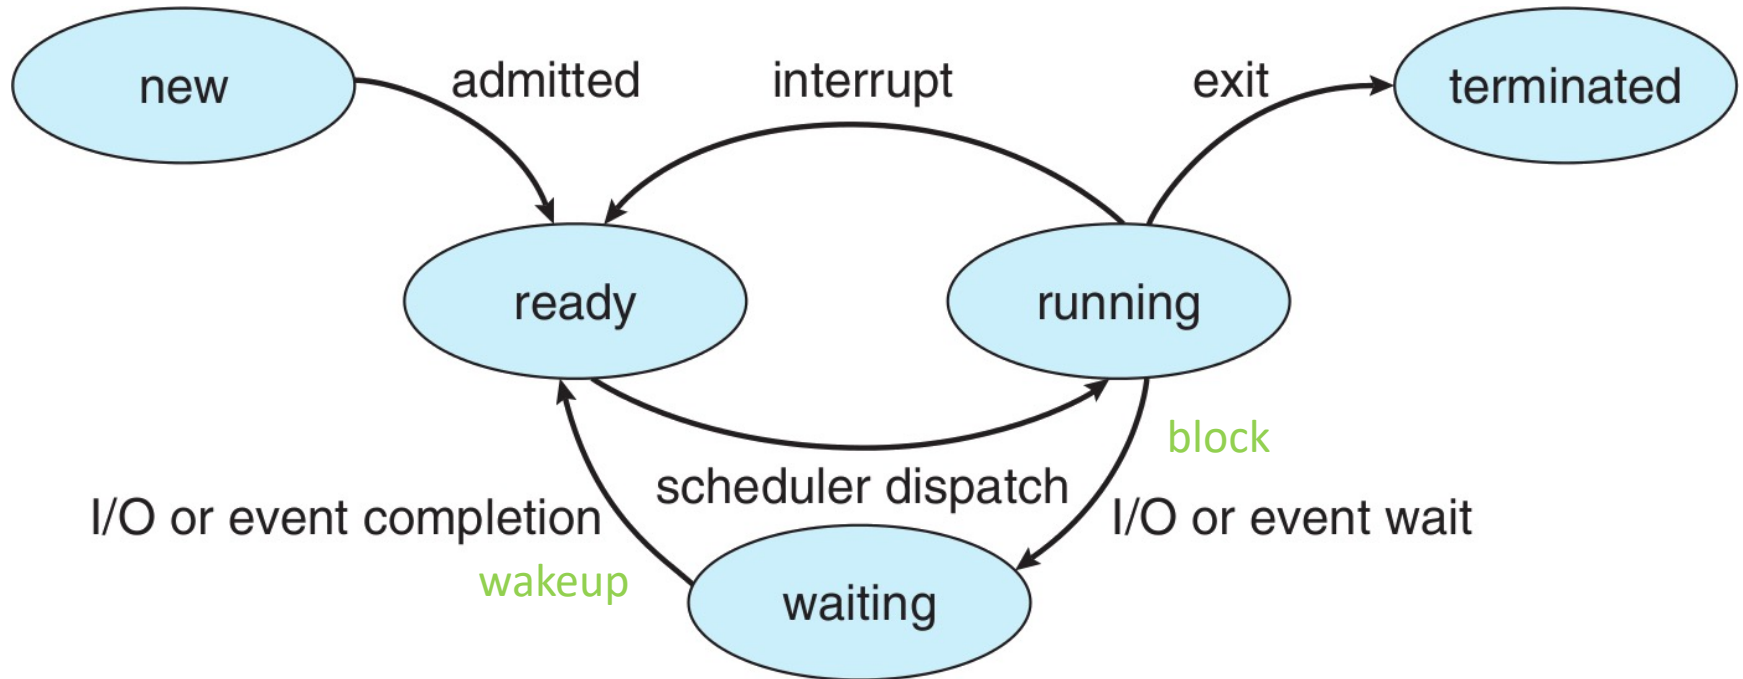 new
admitted
interrupt
exit
terminated
ready
running
block
scheduler dispatch
I/O or event completion
I/O or event wait
wakeup
waiting